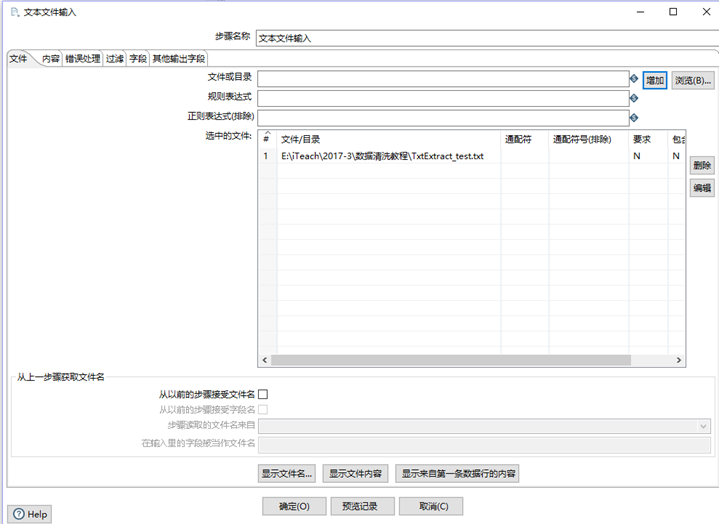 文本文件输入
步骤名称 文本文件输入
文件 内容 错误处理 过滤 字段 其他输出字段
文件或目录 增加 浏览(B)...
规则表达式
正则表达式(排除)
选中的文件: # 文件/目录 通配符 通配符号(排除) 要求
1 E:\iTeach\2017-3\数据清洗教程\TxtExtract_test.txt N N
删除
编辑
从上一步骤获取文件名
从以前的步骤接受文件名
从以前的步骤接受字段名
步骤读取的文件名来自
在输入里的字段被当作文件名
显示文件名... 显示文件内容 显示来自第一条数据行的内容
确定(O) 预览记录 取消(C)
Help